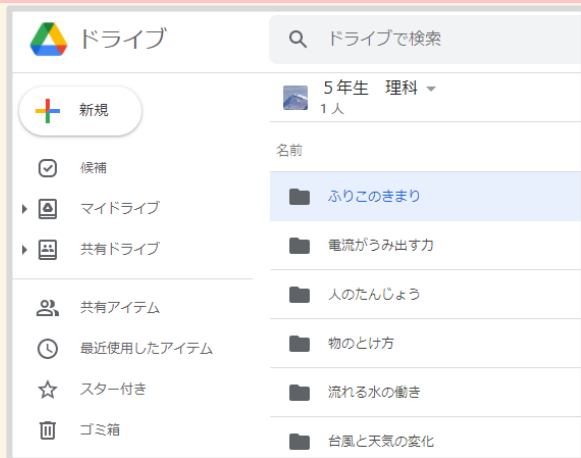 ドライブ
ドライブで検索
新規
候補
マイドライブ
共有ドライブ
共有アイテム
最近使用したアイテム
スター付き
ゴミ箱
5年生 理科
1人
名前
ふりこのきまり
電流がうみ出す力
人のたんじょう
物のとけ方
流れる水の働き
台風と天気の変化